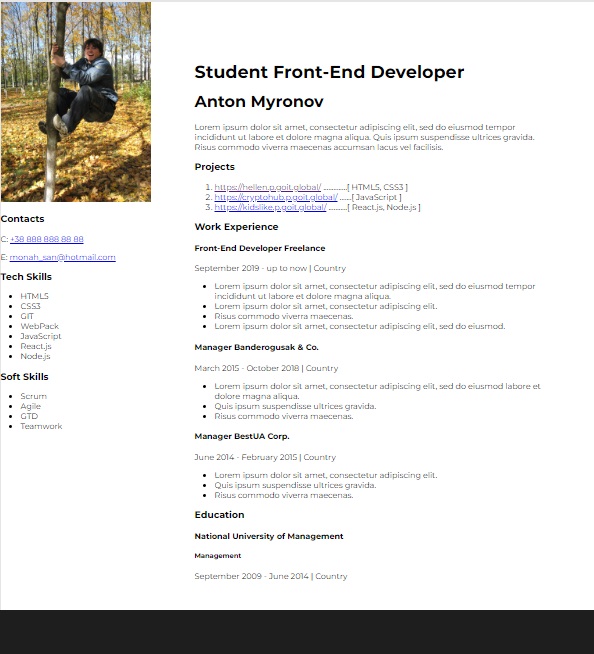 Contacts
C: +38 888 888 88 88
E: monah_san@hotmail.com
Tech Skills
HTML5
CSS3
GIT
WebPack
JavaScript
React.js
Node.js
Soft Skills
Scrum
Agile
GTD
Teamwork
Student Front-End Developer
Anton Myronov
Lorem ipsum dolor sit amet, consectetur adipiscing elit, sed do eiusmod tempor
incididunt ut labore et dolore magna aliqua. Quis ipsum suspendisse ultrices gravida.
Risus commodo viverra maecenas accumsan lacus vel facilisis.
Projects
1. https://hellen.p.goit.global/ ............[ HTML5, CSS3 ]
2. https://cryptohub.p.goit.global/ ......[ JavaScript ]
3. https://kidslike.p.goit.global/ ..........[ React.js, Node.js ]
Work Experience
Front-End Developer Freelance
September 2019 - up to now | Country
Lorem ipsum dolor sit amet, consectetur adipiscing elit, sed do eiusmod tempor
incididunt ut labore et dolore magna aliqua.
Lorem ipsum dolor sit amet, consectetur adipiscing elit.
Risus commodo viverra maecenas.
Lorem ipsum dolor sit amet, consectetur adipiscing elit, sed do eiusmod.
Manager Banderogusak & Co.
March 2015 - October 2018 | Country
Lorem ipsum dolor sit amet, consectetur adipiscing elit, sed do eiusmod labore et
dolore magna aliqua.
Quis ipsum suspendisse ultrices gravida.
Risus commodo viverra maecenas.
Manager BestUA Corp.
June 2014 - February 2015 | Country
Lorem ipsum dolor sit amet, consectetur adipiscing elit.
Quis ipsum suspendisse ultrices gravida.
Risus commodo viverra maecenas.
Education
National University of Management
Management
September 2009 - June 2014 | Country